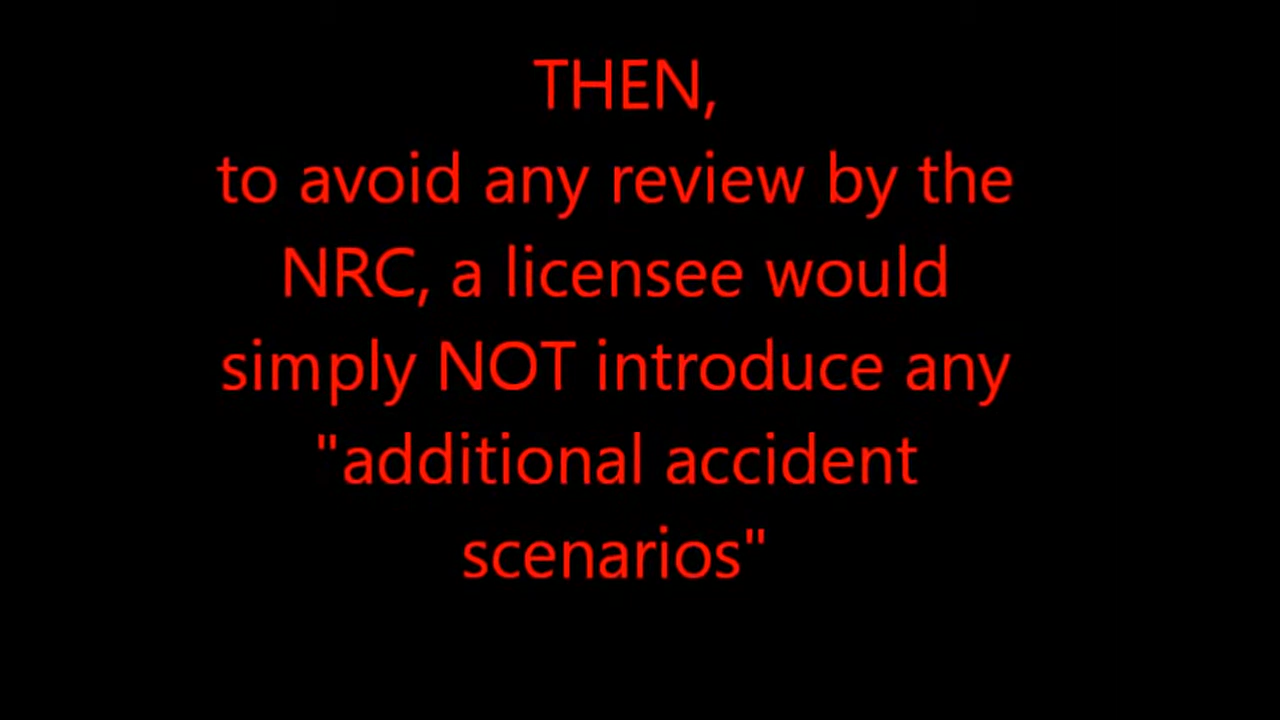 THEN,
to avoid any review by the
NRC, a licensee would
simply NOT introduce any
"additional accident
scenarios"